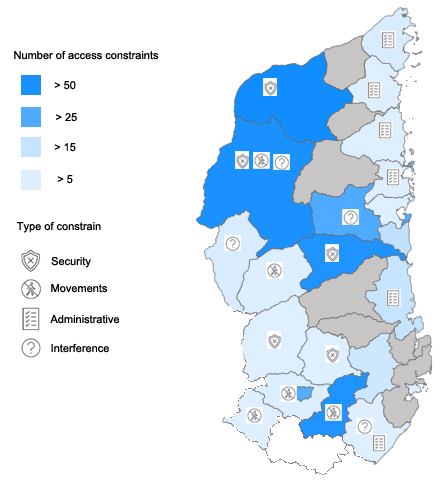 Number of access constraints
> 50
> 25
> 15
> 5
Type of constrain
Security
Movements
Administrative
Interference